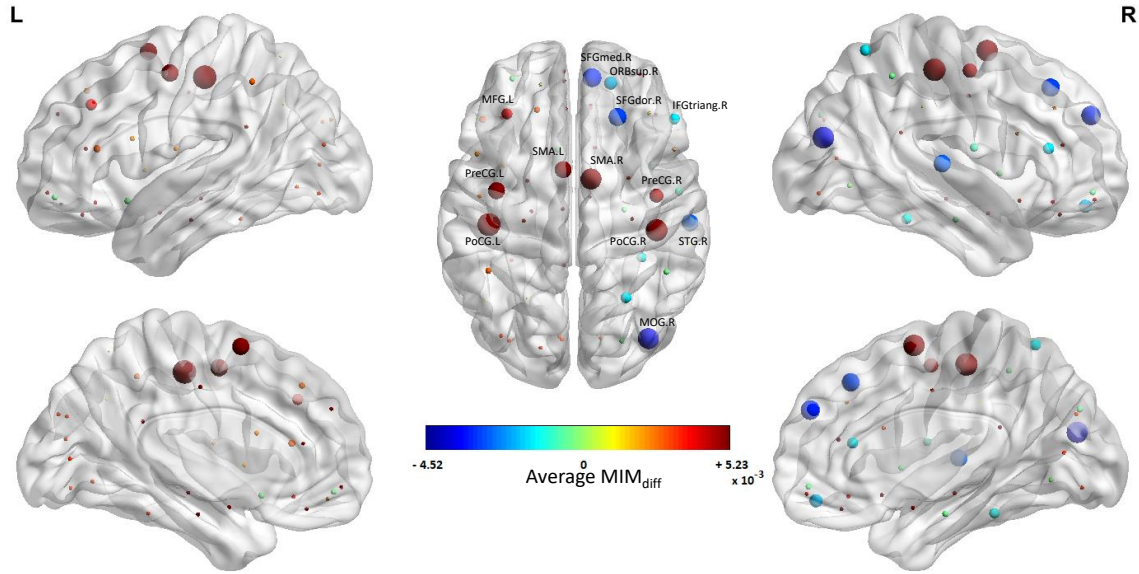 L
R
SFGmed.R
ORBsup.R
MFG.L
SFGdor.R
IFGtriang.R
SMA.L
SMA.R
PreCG.L
PreCG.R
PoCG.L
PoCG.R
STG.R
MOG.R
- 4.52
0
+ 5.23
Average MIMdiff
x 10-3